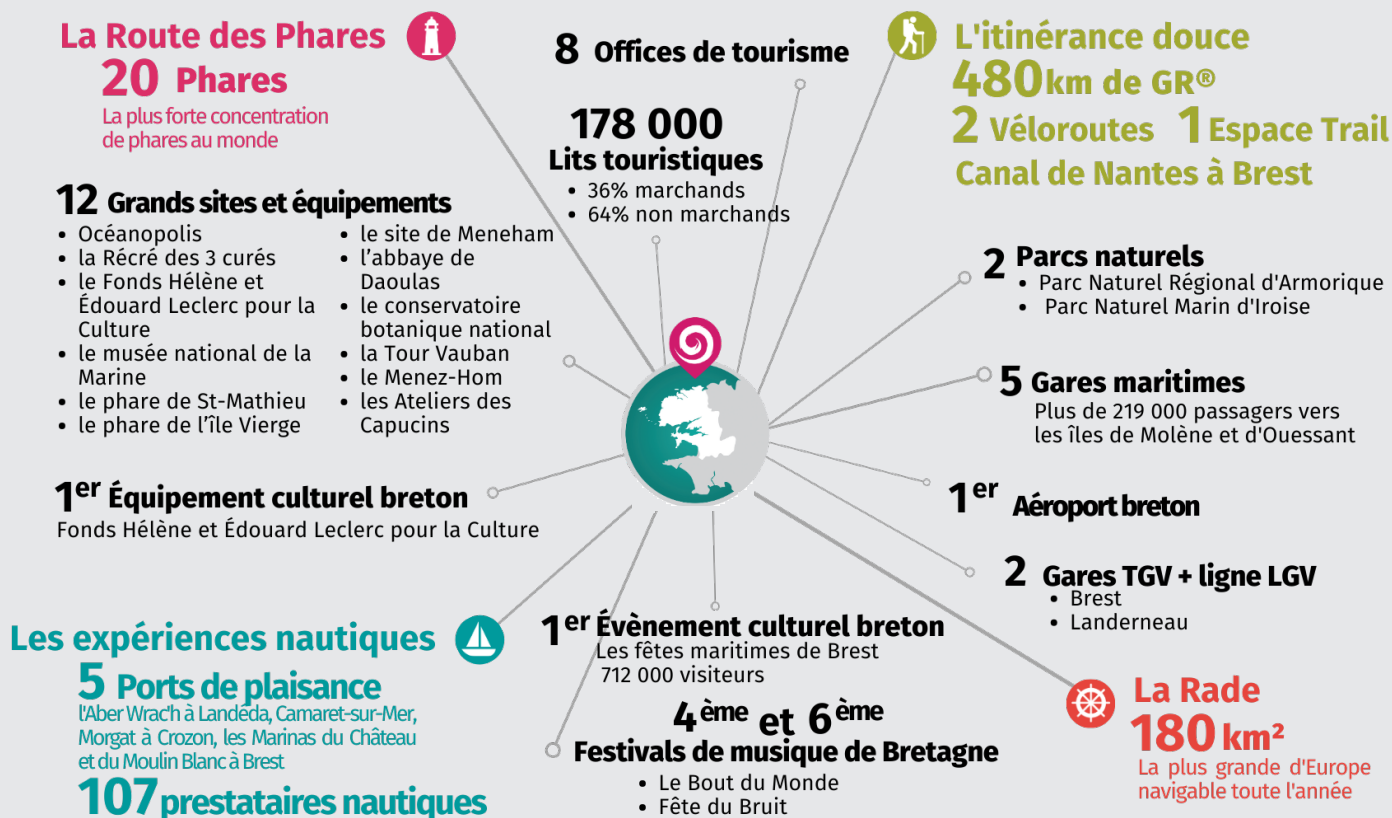 La Route des Phares
20 Phares
La plus forte concentration
de phares au monde
8 Offices de tourisme
178 000
Lits touristiques
• 36% marchands
• 64% non marchands
L'itinérance douce
480km de GR®
2 Véloroutes 1 Espace Trail
Canal de Nantes à Brest
12 Grands sites et équipements
• Océanopolis
• la Récré des 3 curés
• le Fonds Hélène et
Édouard Leclerc pour la
Culture
• le musée national de la
Marine
• le phare de St-Mathieu
• le phare de l’île Vierge
• le site de Meneham
• l’abbaye de
Daoulas
• le conservatoire
botanique national
• la Tour Vauban
• le Menez-Hom
• les Ateliers des
Capucins
2 Parcs naturels
• Parc Naturel Régional d'Armorique
• Parc Naturel Marin d'Iroise
5 Gares maritimes
Plus de 219 000 passagers vers
les îles de Molène et d'Ouessant
1er Équipement culturel breton
Fonds Hélène et Édouard Leclerc pour la Culture
1er Aéroport breton
2 Gares TGV + ligne LGV
• Brest
• Landerneau
Les expériences nautiques
5 Ports de plaisance
l'Aber Wrac'h à Landéda, Camaret-sur-Mer,
Morgat à Crozon, les Marinas du Château
et du Moulin Blanc à Brest
107 prestataires nautiques
1er Évènement culturel breton
Les fêtes maritimes de Brest
712 000 visiteurs
4ème et 6ème
Festivals de musique de Bretagne
• Le Bout du Monde
• Fête du Bruit
La Rade
180 km²
La plus grande d'Europe
navigable toute l'année